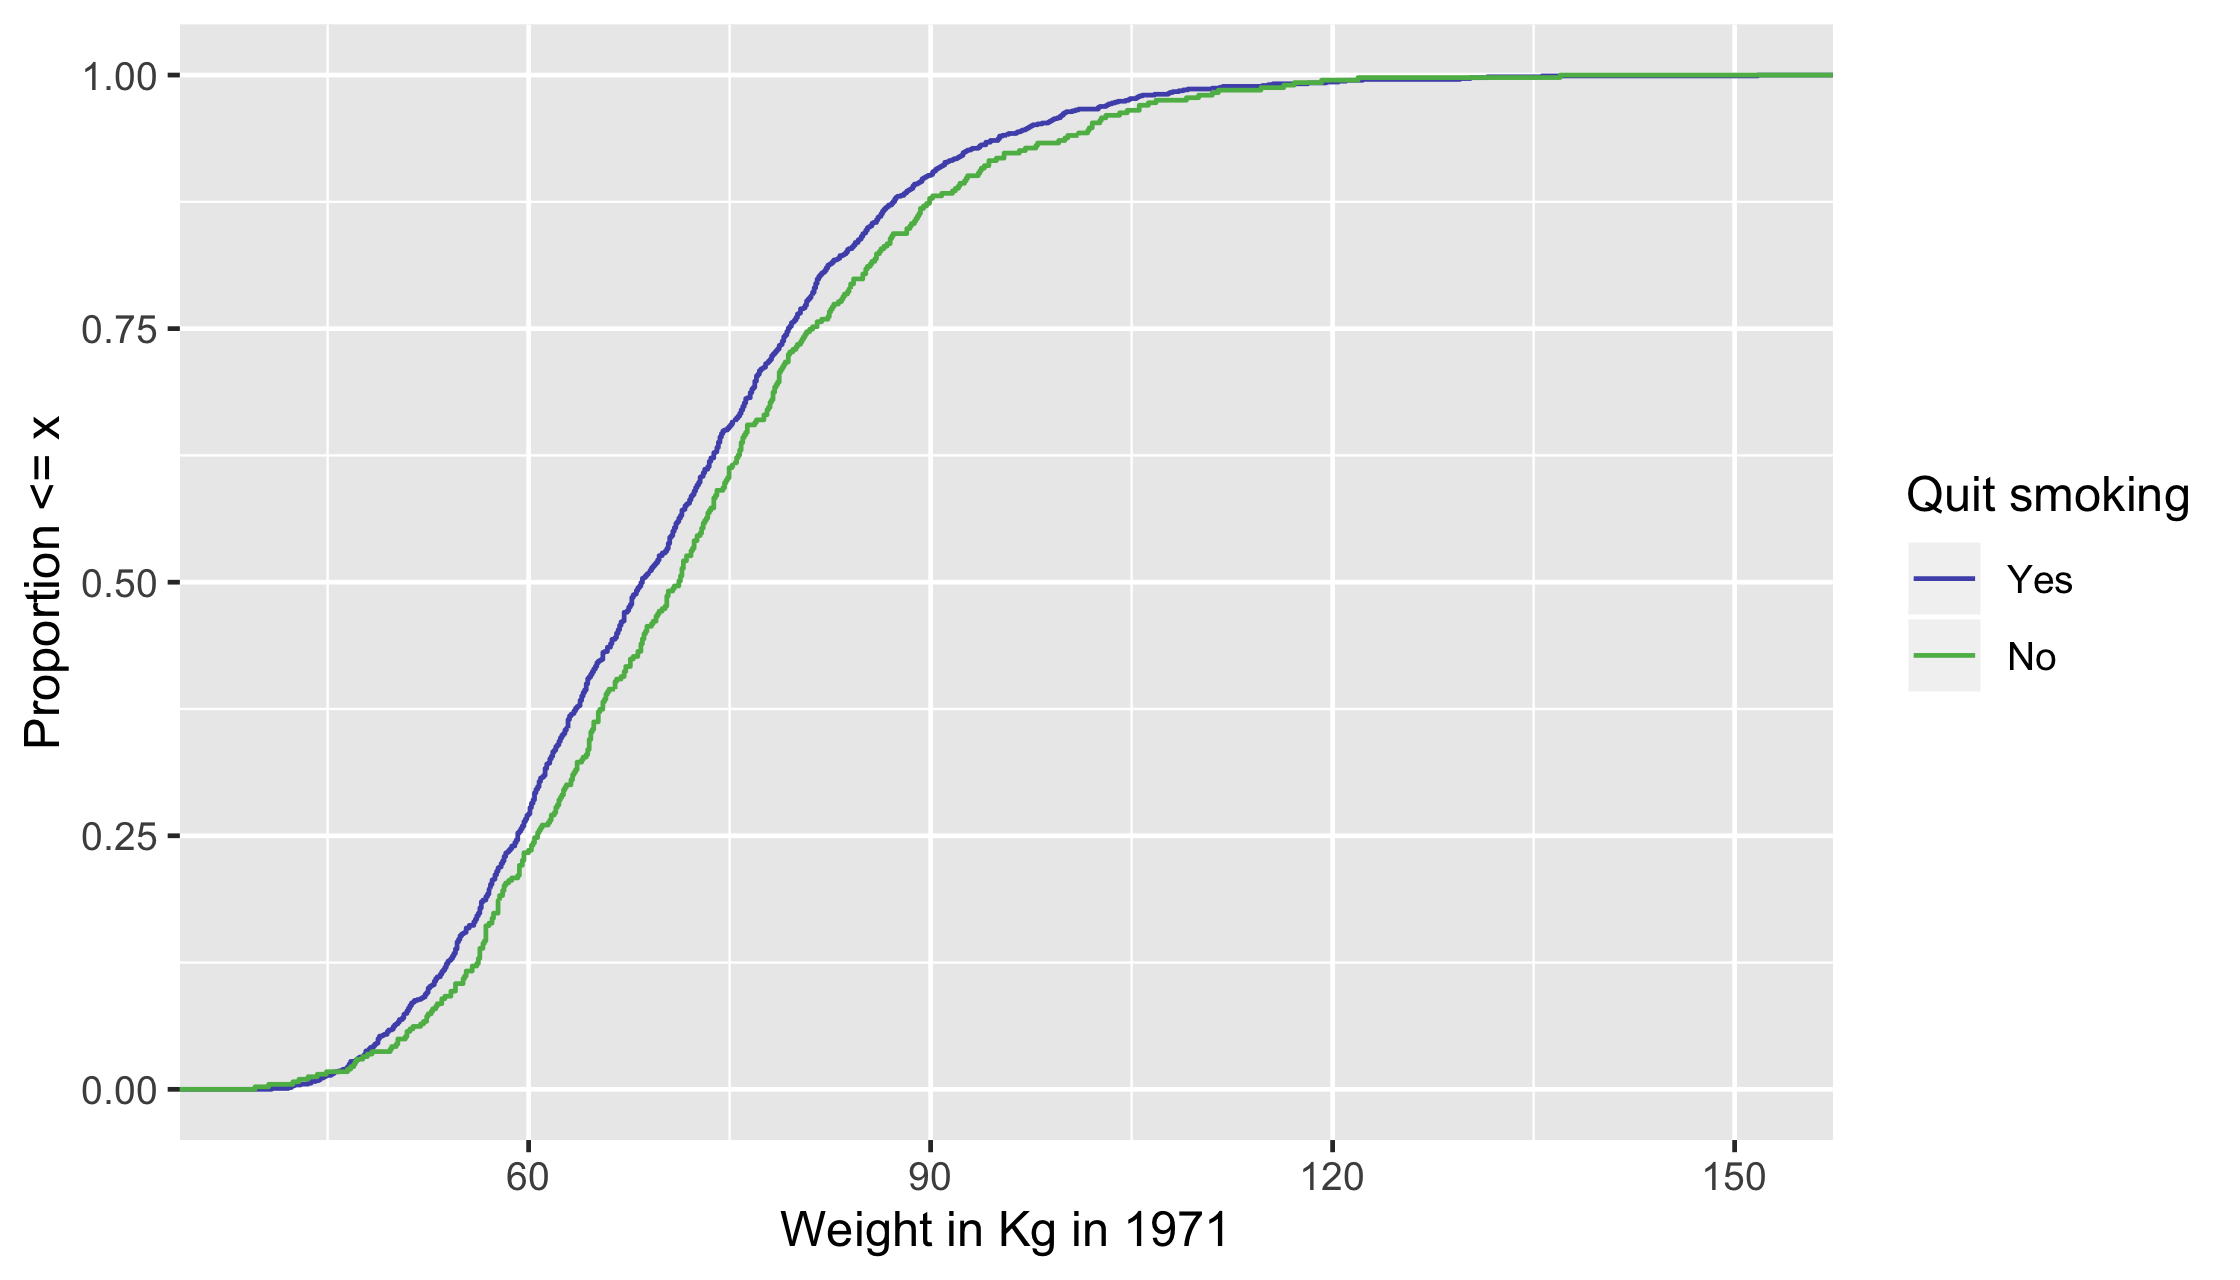 1.00
0.75
0.50
0.25
0.00
Proportion <= x
60 90 120 150
Weight in Kg in 1971
Quit smoking
Yes
No